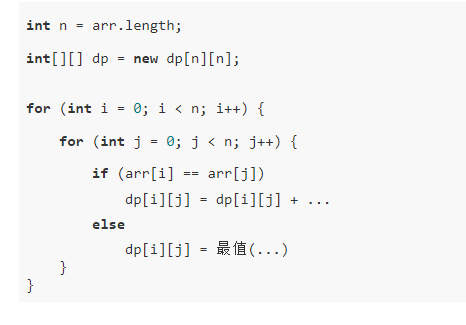 int n = arr.length;
int[][] dp = new dp[n][n];
for (int i = 0; i < n; i++) {
    for (int j = 0; j < n; j++) {
        if (arr[i] == arr[j])
            dp[i][j] = dp[i][j] + ...
        else
            dp[i][j] = 最值(...)
    }
}